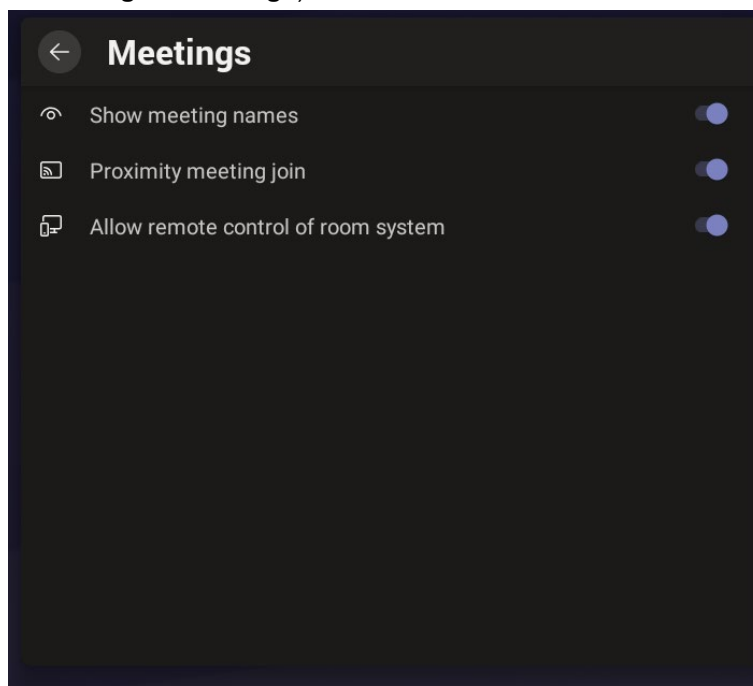 Meetings
Show meeting names
Proximity meeting join
Allow remote control of room system